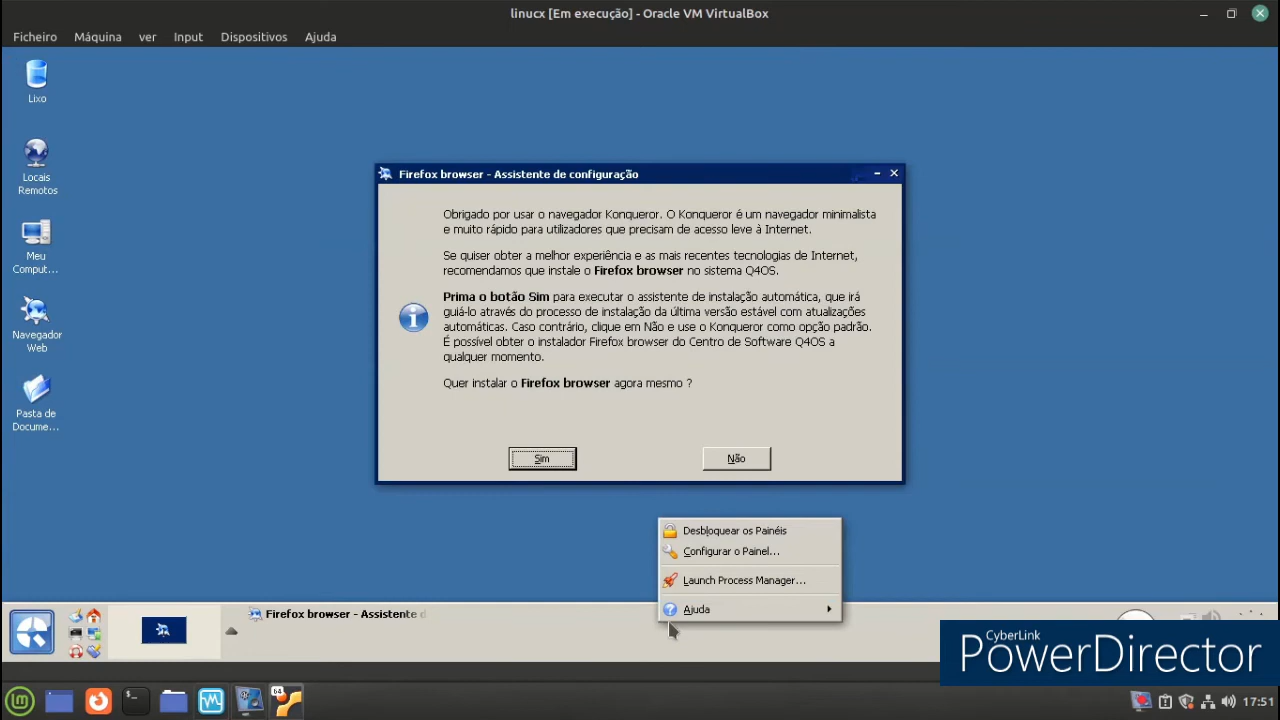 linucx [Em execução] - Oracle VM VirtualBox
Ficheiro Máquina ver Input Dispositivos Ajuda
Lixo
Locais
Remotos
Meu
Comput...
Navegador
Web
Pasta de
Docume...
Firefox browser - Assistente de configuração
Obrigado por usar o navegador Konqueror. O Konqueror é um navegador minimalista
e muito rápido para utilizadores que precisam de acesso leve à Internet.
Se quiser obter a melhor experiência e as mais recentes tecnologias de Internet,
recomendamos que instale o Firefox browser no sistema Q4OS.
Prima o botão Sim para executar o assistente de instalação automática, que irá
guiá-lo através do processo de instalação da última versão estável com atualizações
automáticas. Caso contrário, clique em Não e use o Konqueror como opção padrão.
É possível obter o instalador Firefox browser do Centro de Software Q4OS a
qualquer momento.
Quer instalar o Firefox browser agora mesmo ?
Sim Não
Desbloquear os Painéis
Configurar o Painel...
Launch Process Manager...
Ajuda
Firefox browser - Assistente d
CyberLink
PowerDirector
64
17:51